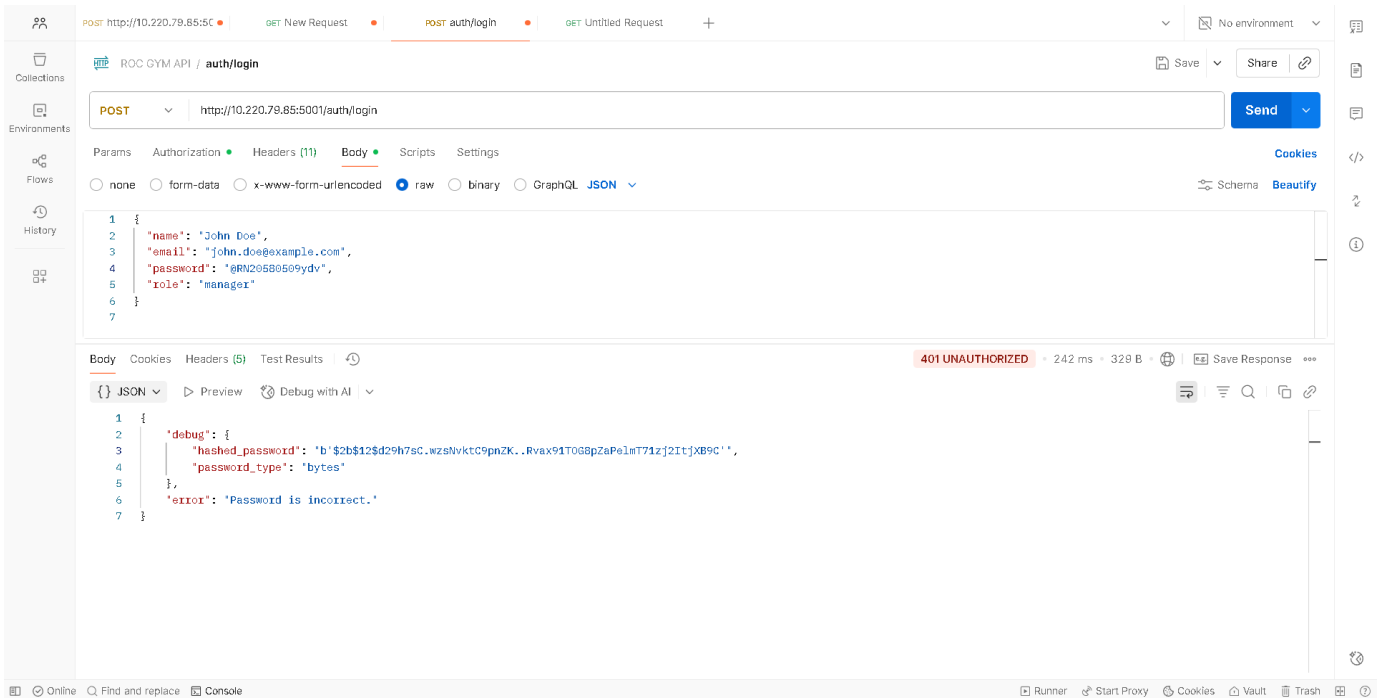 POST http://10.220.79.85:50
GET New Request
POST auth/login
GET Untitled Request
No environment
HTTP ROC GYM API / auth/login
Save
Share
Collections
Environments
Flows
History
POST http://10.220.79.85:5001/auth/login
Send
Params Authorization Headers (11) Body Scripts Settings
Cookies
none form-data x-www-form-urlencoded raw binary GraphQL JSON
Schema Beautify
1 {
2 "name": "John Doe",
3 "email": "john.doe@example.com",
4 "password": "@RN20580509ydv",
5 "role": "manager"
6 }
7
Body Cookies Headers (5) Test Results
401 UNAUTHORIZED • 242 ms • 329 B
e.g. Save Response
{} JSON Preview Debug with AI
1 {
2 "debug": {
3 "hashed_password": "b'$2b$12$d29h7sC.wzsNvktC9pnZK..Rvax91TOG8pZaPelmT71zj2ItjXB9C'",
4 "password_type": "bytes"
5 },
6 "error": "Password is incorrect."
7 }
Online Find and replace Console
Runner Start Proxy Cookies Vault Trash